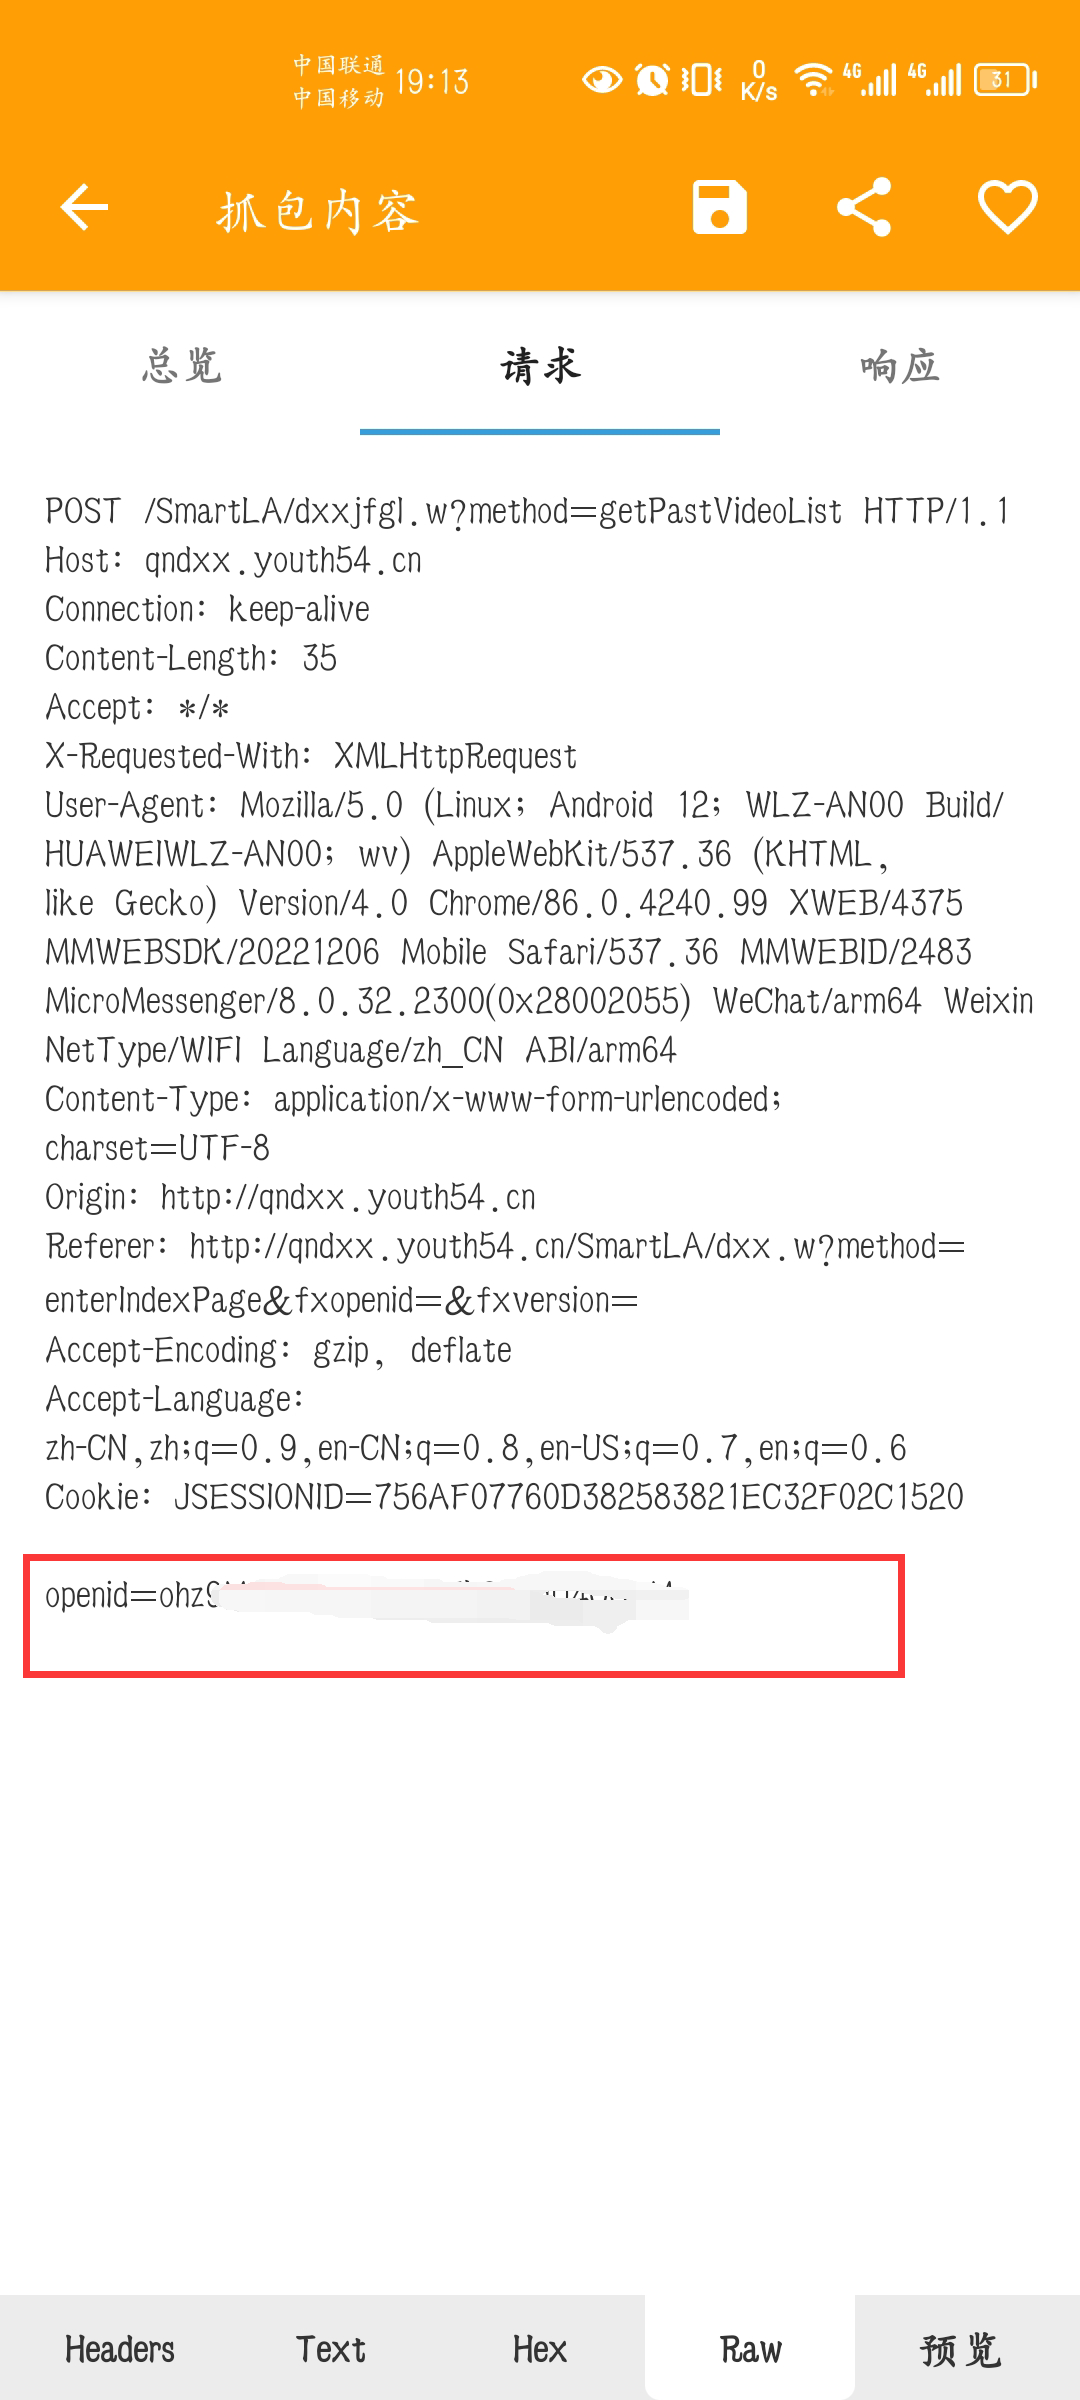 中国联通
中国移动
19:13
0
K/s
4G
4G
31
抓包内容
总览
请求
响应
POST /SmartLA/dxxjfgl.w?method=getPastVideoList HTTP/1.1
Host: qndxx.youth54.cn
Connection: keep-alive
Content-Length: 35
Accept: */*
X-Requested-With: XMLHttpRequest
User-Agent: Mozilla/5.0 (Linux; Android 12; WLZ-AN00 Build/
HUAWEIWLZ-AN00; wv) AppleWebKit/537.36 (KHTML,
like Gecko) Version/4.0 Chrome/86.0.4240.99 XWEB/4375
MMWEBSDK/20221206 Mobile Safari/537.36 MMWEBID/2483
MicroMessenger/8.0.32.2300(0x28002055) WeChat/arm64 Weixin
NetType/WIFI Language/zh_CN ABI/arm64
Content-Type: application/x-www-form-urlencoded;
charset=UTF-8
Origin: http://qndxx.youth54.cn
Referer: http://qndxx.youth54.cn/SmartLA/dxx.w?method=
enterIndexPage&fxopenid=&fxversion=
Accept-Encoding: gzip, deflate
Accept-Language:
zh-CN,zh;q=0.9,en-CN;q=0.8,en-US;q=0.7,en;q=0.6
Cookie: JSESSIONID=756AF07760D382583821EC32F02C1520
openid=ohz
Headers
Text
Hex
Raw
预览